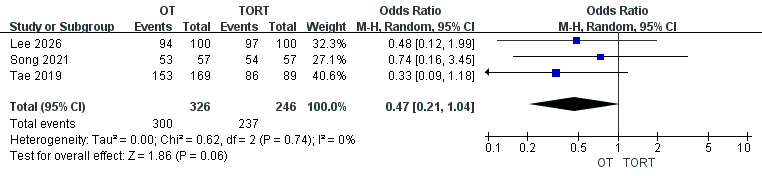 OT TORT Odds Ratio Odds Ratio
Study or Subgroup Events Total Events Total Weight M-H, Random, 95% CI M-H, Random, 95% CI
Lee 2026 94 100 97 100 32.3% 0.48 [0.12, 1.99]
Song 2021 53 57 54 57 27.1% 0.74 [0.16, 3.45]
Tae 2019 153 169 86 89 40.6% 0.33 [0.09, 1.18]
Total (95% CI) 326 246 100.0% 0.47 [0.21, 1.04]
Total events 300 237
Heterogeneity: Tau² = 0.00; Chi² = 0.62, df = 2 (P = 0.74); I² = 0%
Test for overall effect: Z = 1.86 (P = 0.06)
0.1 0.2 0.5 1 2 5 10
OT TORT